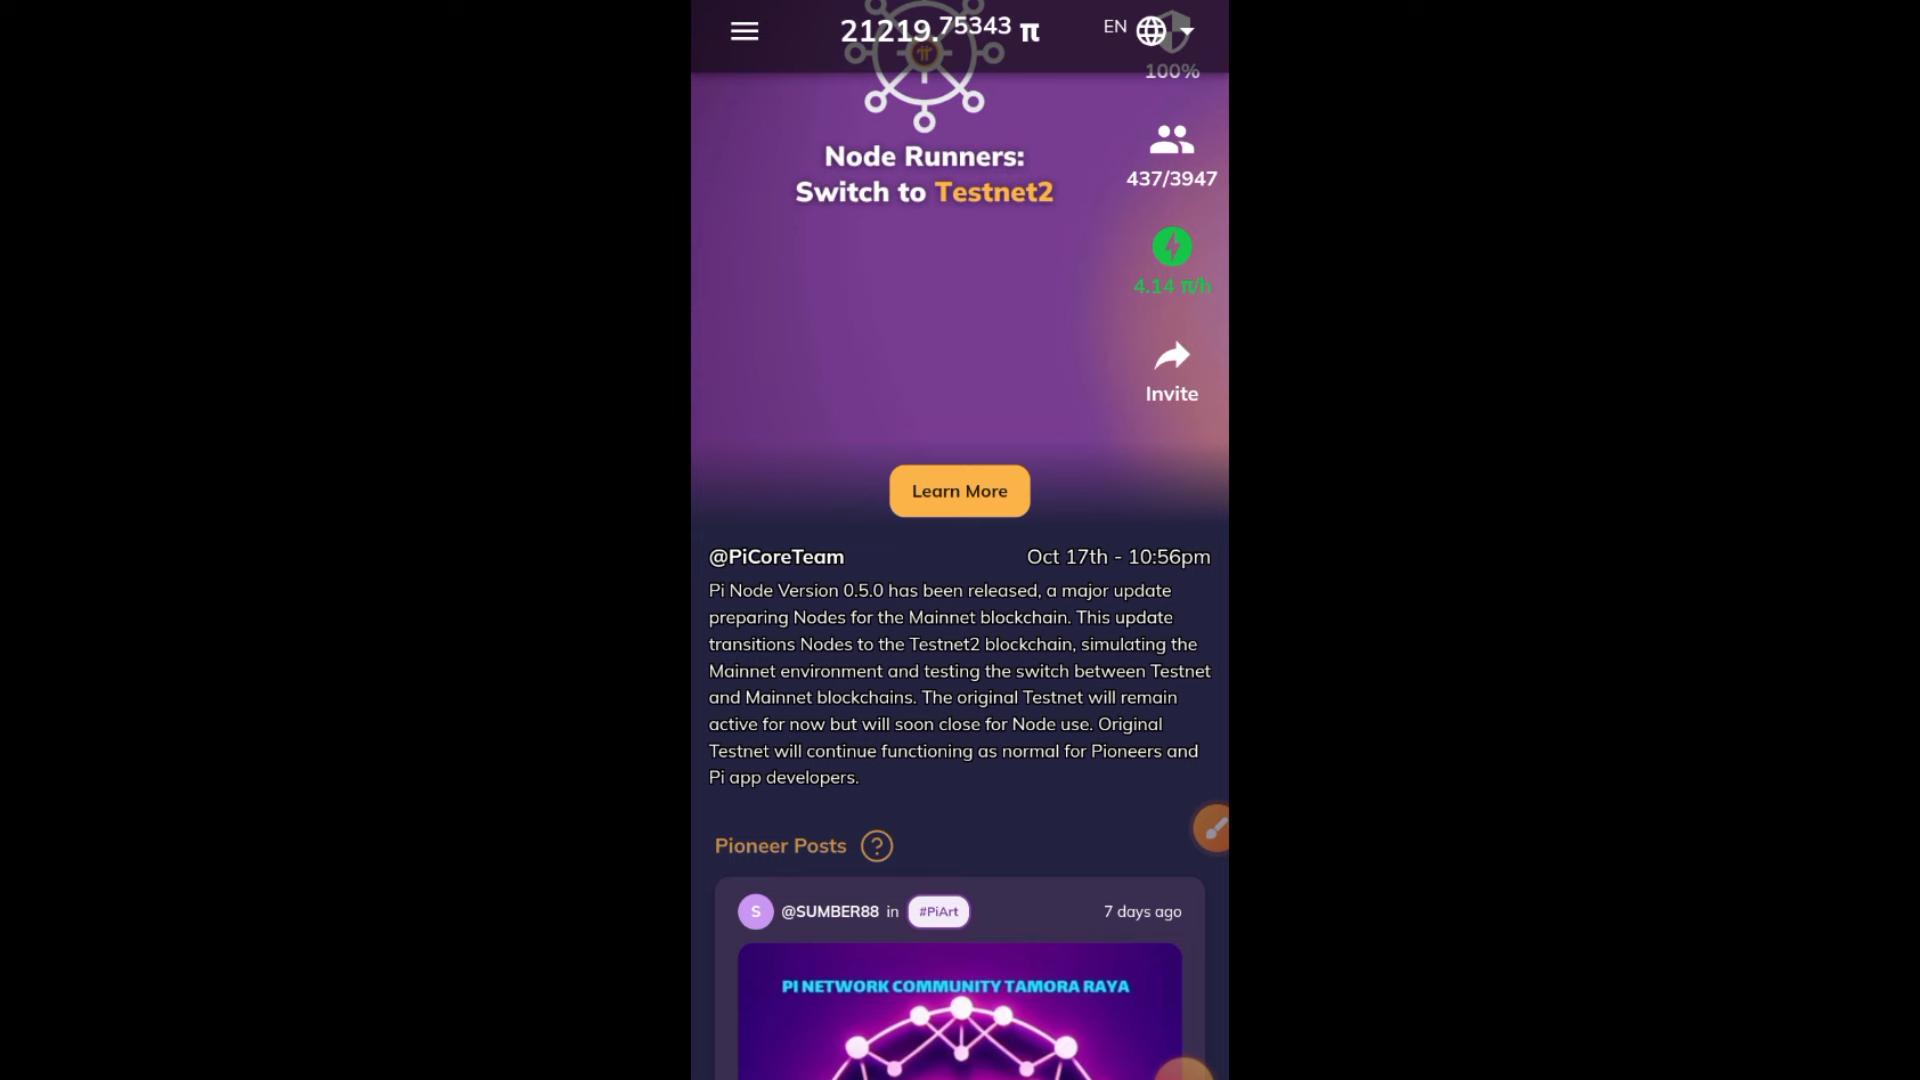 21219.75343 π
EN
100%
Node Runners:
Switch to Testnet2
437/3947
4.14 π/h
Invite
Learn More
@PiCoreTeam
Oct 17th - 10:56pm
Pi Node Version 0.5.0 has been released, a major update
preparing Nodes for the Mainnet blockchain. This update
transitions Nodes to the Testnet2 blockchain, simulating the
Mainnet environment and testing the switch between Testnet
and Mainnet blockchains. The original Testnet will remain
active for now but will soon close for Node use. Original
Testnet will continue functioning as normal for Pioneers and
Pi app developers.
Pioneer Posts ?
S @SUMBER88 in #PiArt 7 days ago
PI NETWORK COMMUNITY TAMORA RAYA